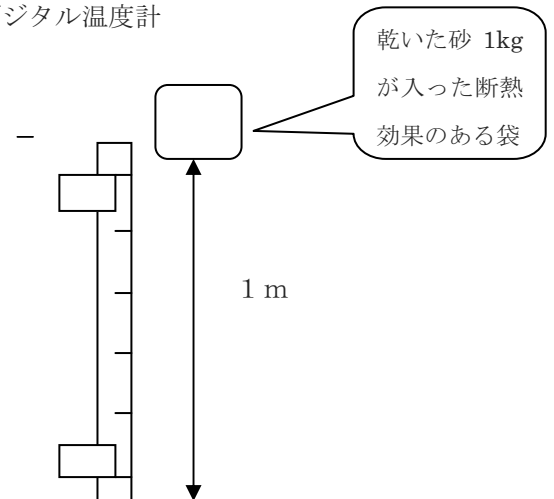 ジタル温度計
乾いた砂 1kg
が入った断熱
効果のある袋
1 m